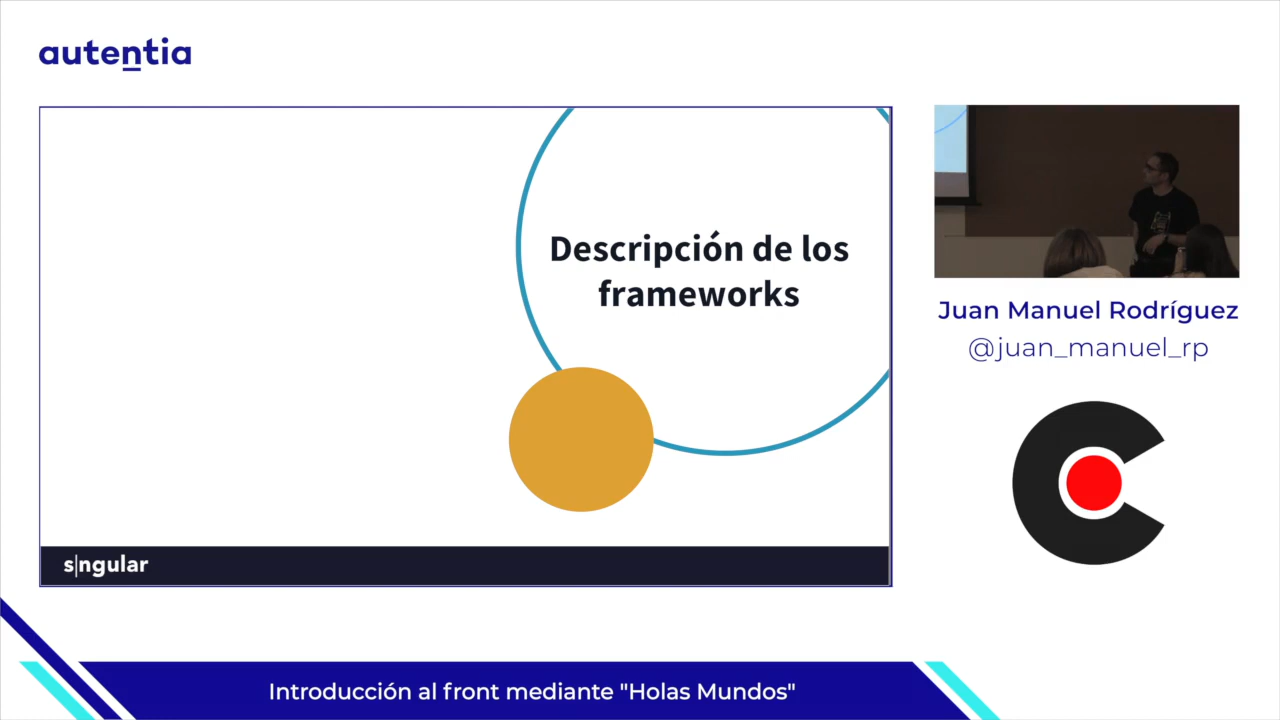 autentia
Descripción de los
frameworks
s|ngular
Juan Manuel Rodríguez
@juan_manuel_rp
Introducción al front mediante "Holas Mundos"